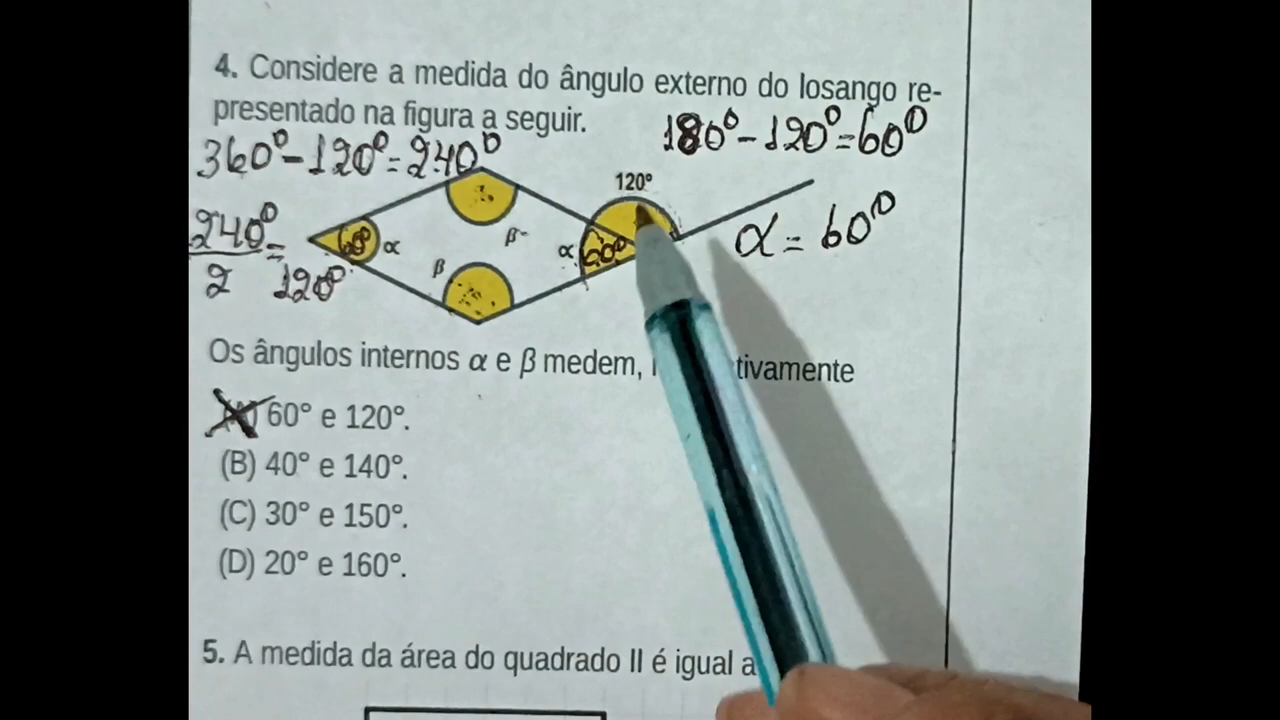 4. Considere a medida do ângulo externo do losango re-
presentado na figura a seguir.
180° - 120° = 60°
360° - 120° = 240°
120°
240° =
2
120°
60° α
β
β
α 60°
α = 60°
Os ângulos internos α e β medem, tivamente
60° e 120°.
(B) 40° e 140°.
(C) 30° e 150°.
(D) 20° e 160°.
5. A medida da área do quadrado II é igual a